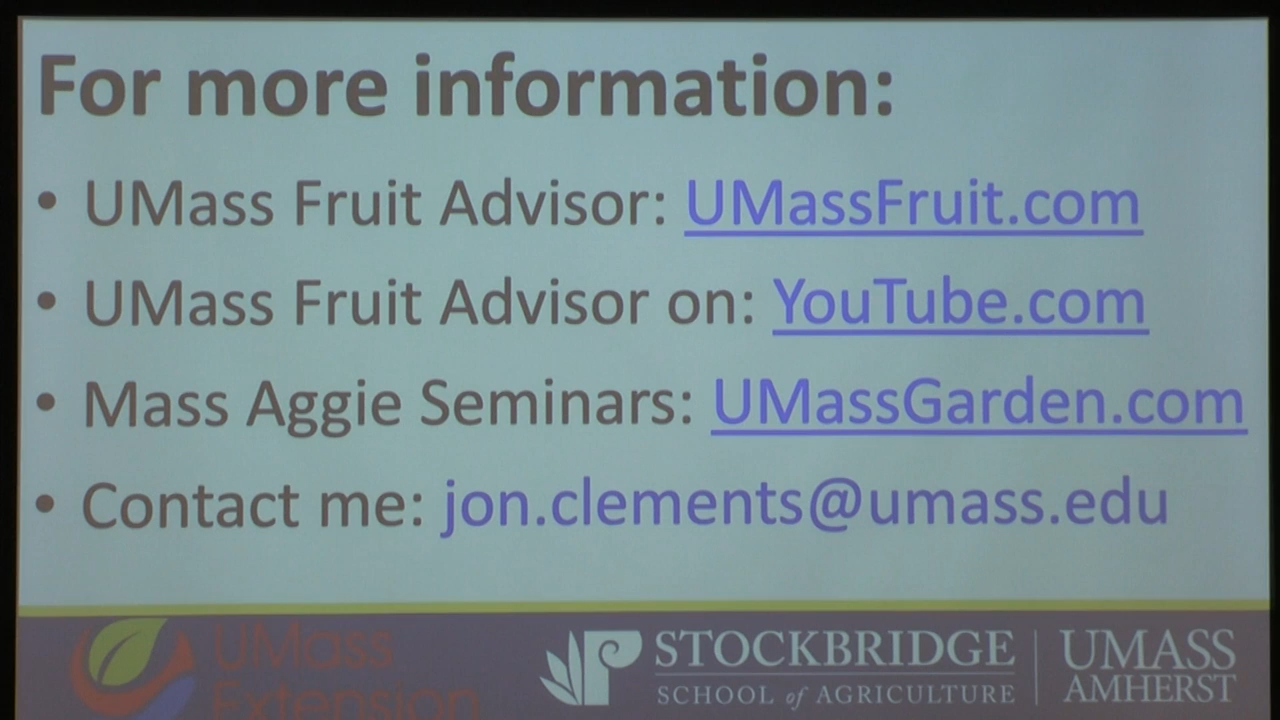 For more information:
• UMass Fruit Advisor: UMassFruit.com
• UMass Fruit Advisor on: YouTube.com
• Mass Aggie Seminars: UMassGarden.com
• Contact me: jon.clements@umass.edu
UMass
Extension
STOCKBRIDGE
SCHOOL of AGRICULTURE
UMASS
AMHERST